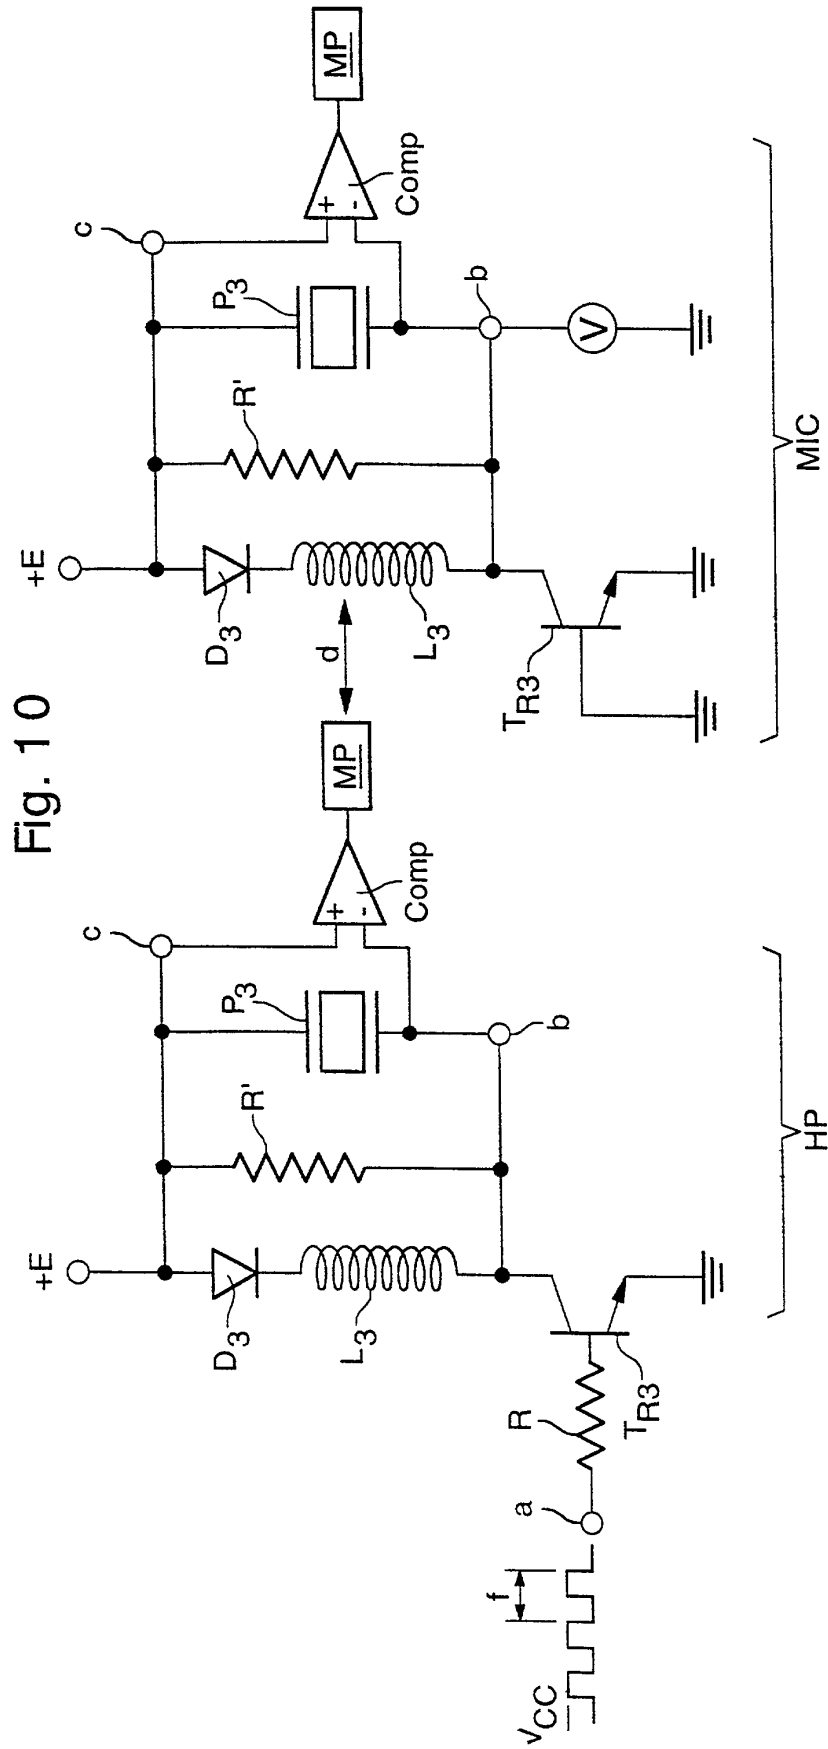 Fig. 10
+E
D3
L3
R'
P3
c
b
+
-
Comp
MP
TR3
R
a
f
VCC
HP
d
+E
D3
L3
R'
P3
c
b
+
-
Comp
MP
V
TR3
MIC